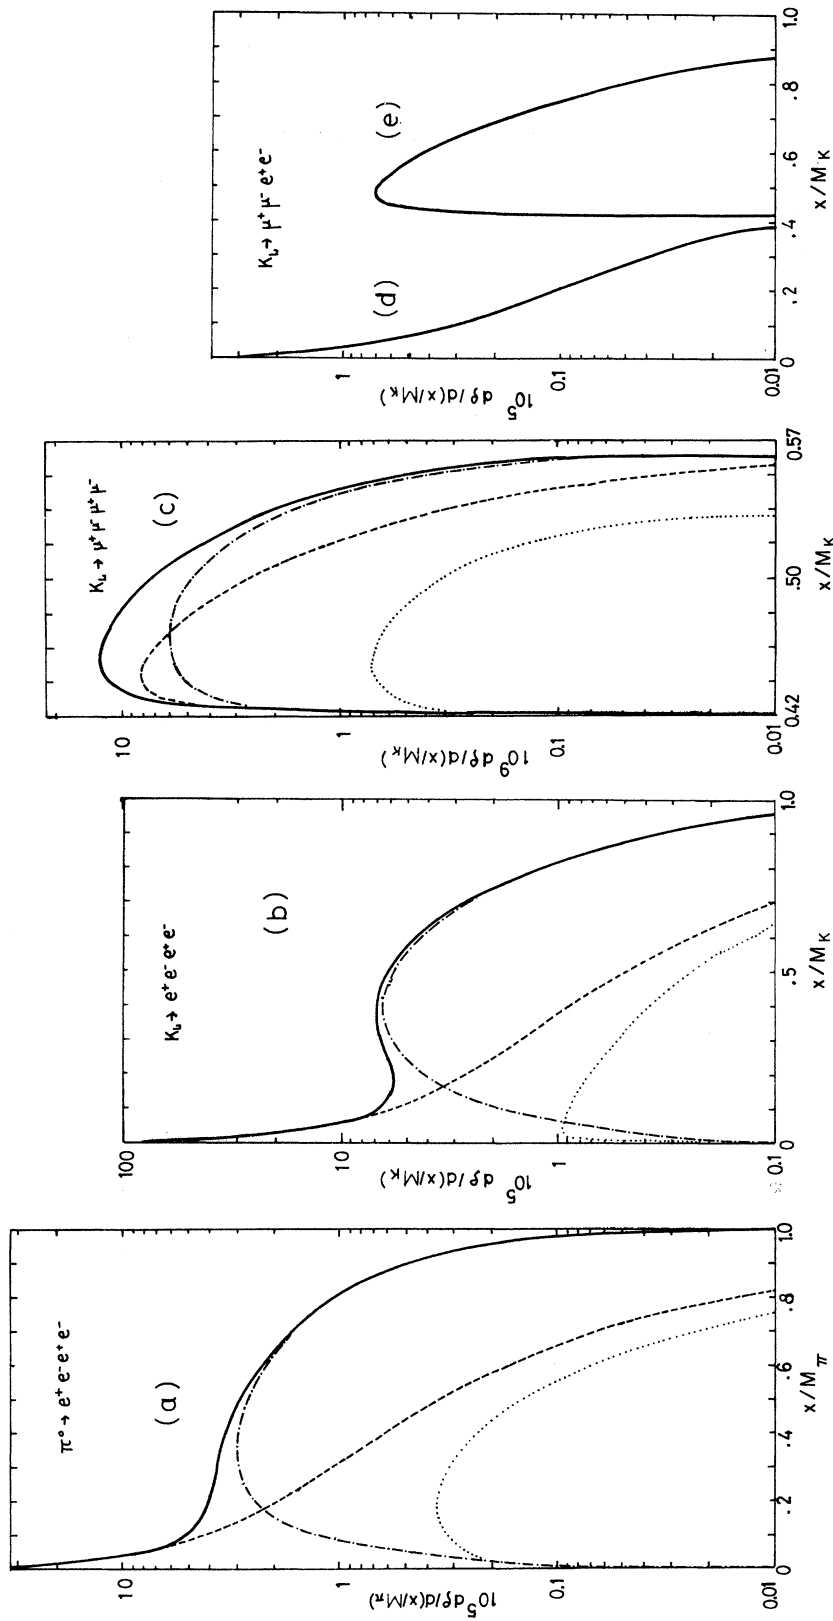 π° → e⁺ e⁻ e⁺ e⁻
(a)
10⁵ dϱ/d(x/Mπ)
10
1
0.1
0.01
0
.2
.4
.6
.8
1.0
x/Mπ
K_L → e⁺ e⁻ e⁺ e⁻
(b)
10⁵ dϱ/d(x/M_K)
100
10
1
0.1
0
.5
1.0
x/M_K
K_L → μ⁺ μ⁻ μ⁺ μ⁻
(c)
10⁹ dϱ/d(x/M_K)
10
1
0.1
0.01
0.42
.50
0.57
x/M_K
K_L → μ⁺ μ⁻ e⁺ e⁻
(d)
(e)
10⁵ dϱ/d(x/M_K)
1
0.1
0.01
0
.2
.4
.6
.8
1.0
x/M_K